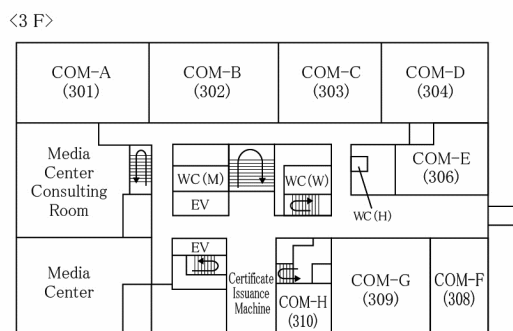 <3 F>
COM-A
(301)
COM-B
(302)
COM-C
(303)
COM-D
(304)
Media
Center
Consulting
Room
WC(M)
EV
WC(W)
COM-E
(306)
WC(H)
EV
Media
Center
Certificate
Issuance
Machine
COM-H
(310)
COM-G
(309)
COM-F
(308)